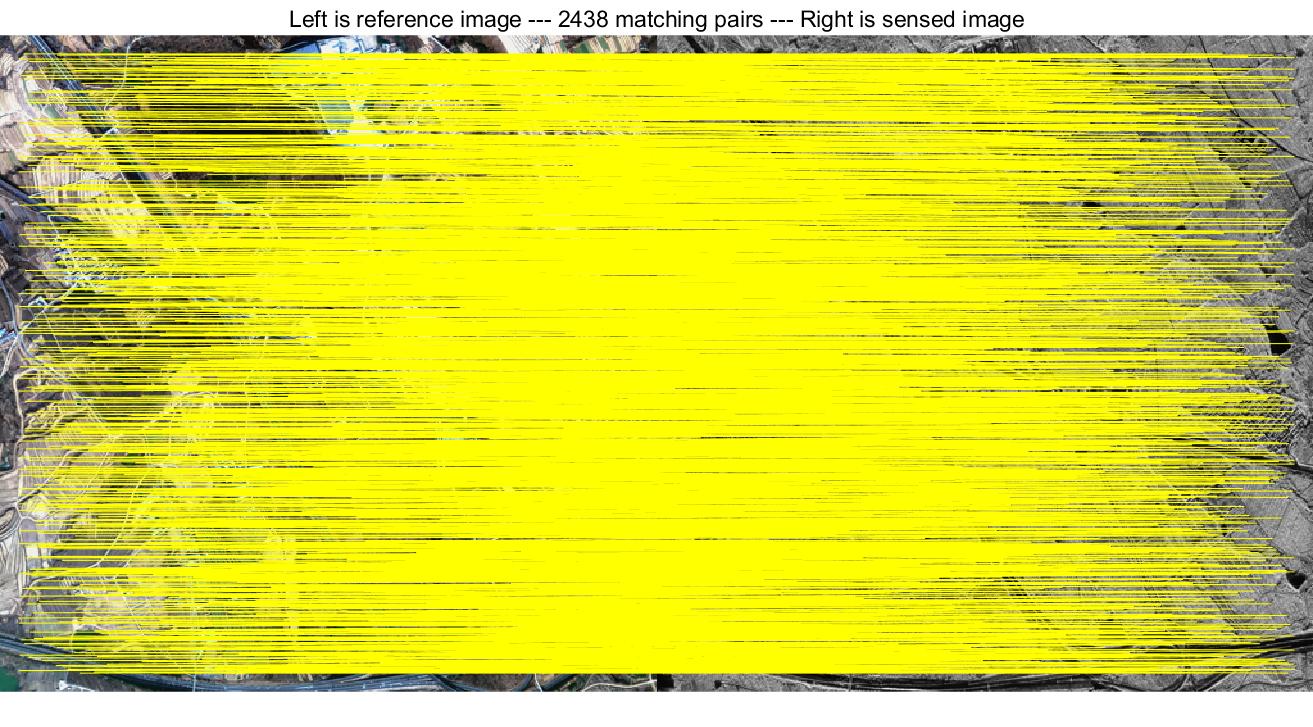 Left is reference image --- 2438 matching pairs --- Right is sensed image